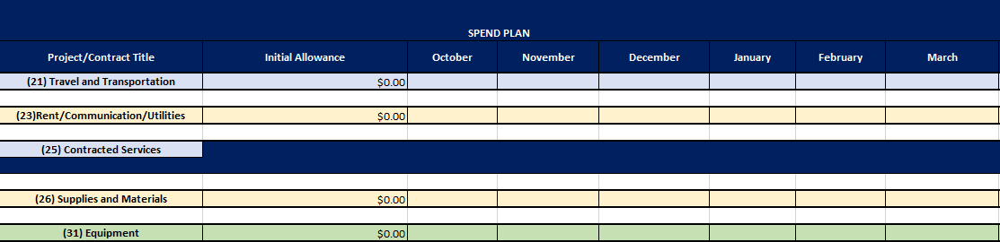 SPEND PLAN
Project/Contract Title Initial Allowance October November December January February March
(21) Travel and Transportation $0.00
(23)Rent/Communication/Utilities $0.00
(25) Contracted Services
(26) Supplies and Materials $0.00
(31) Equipment $0.00